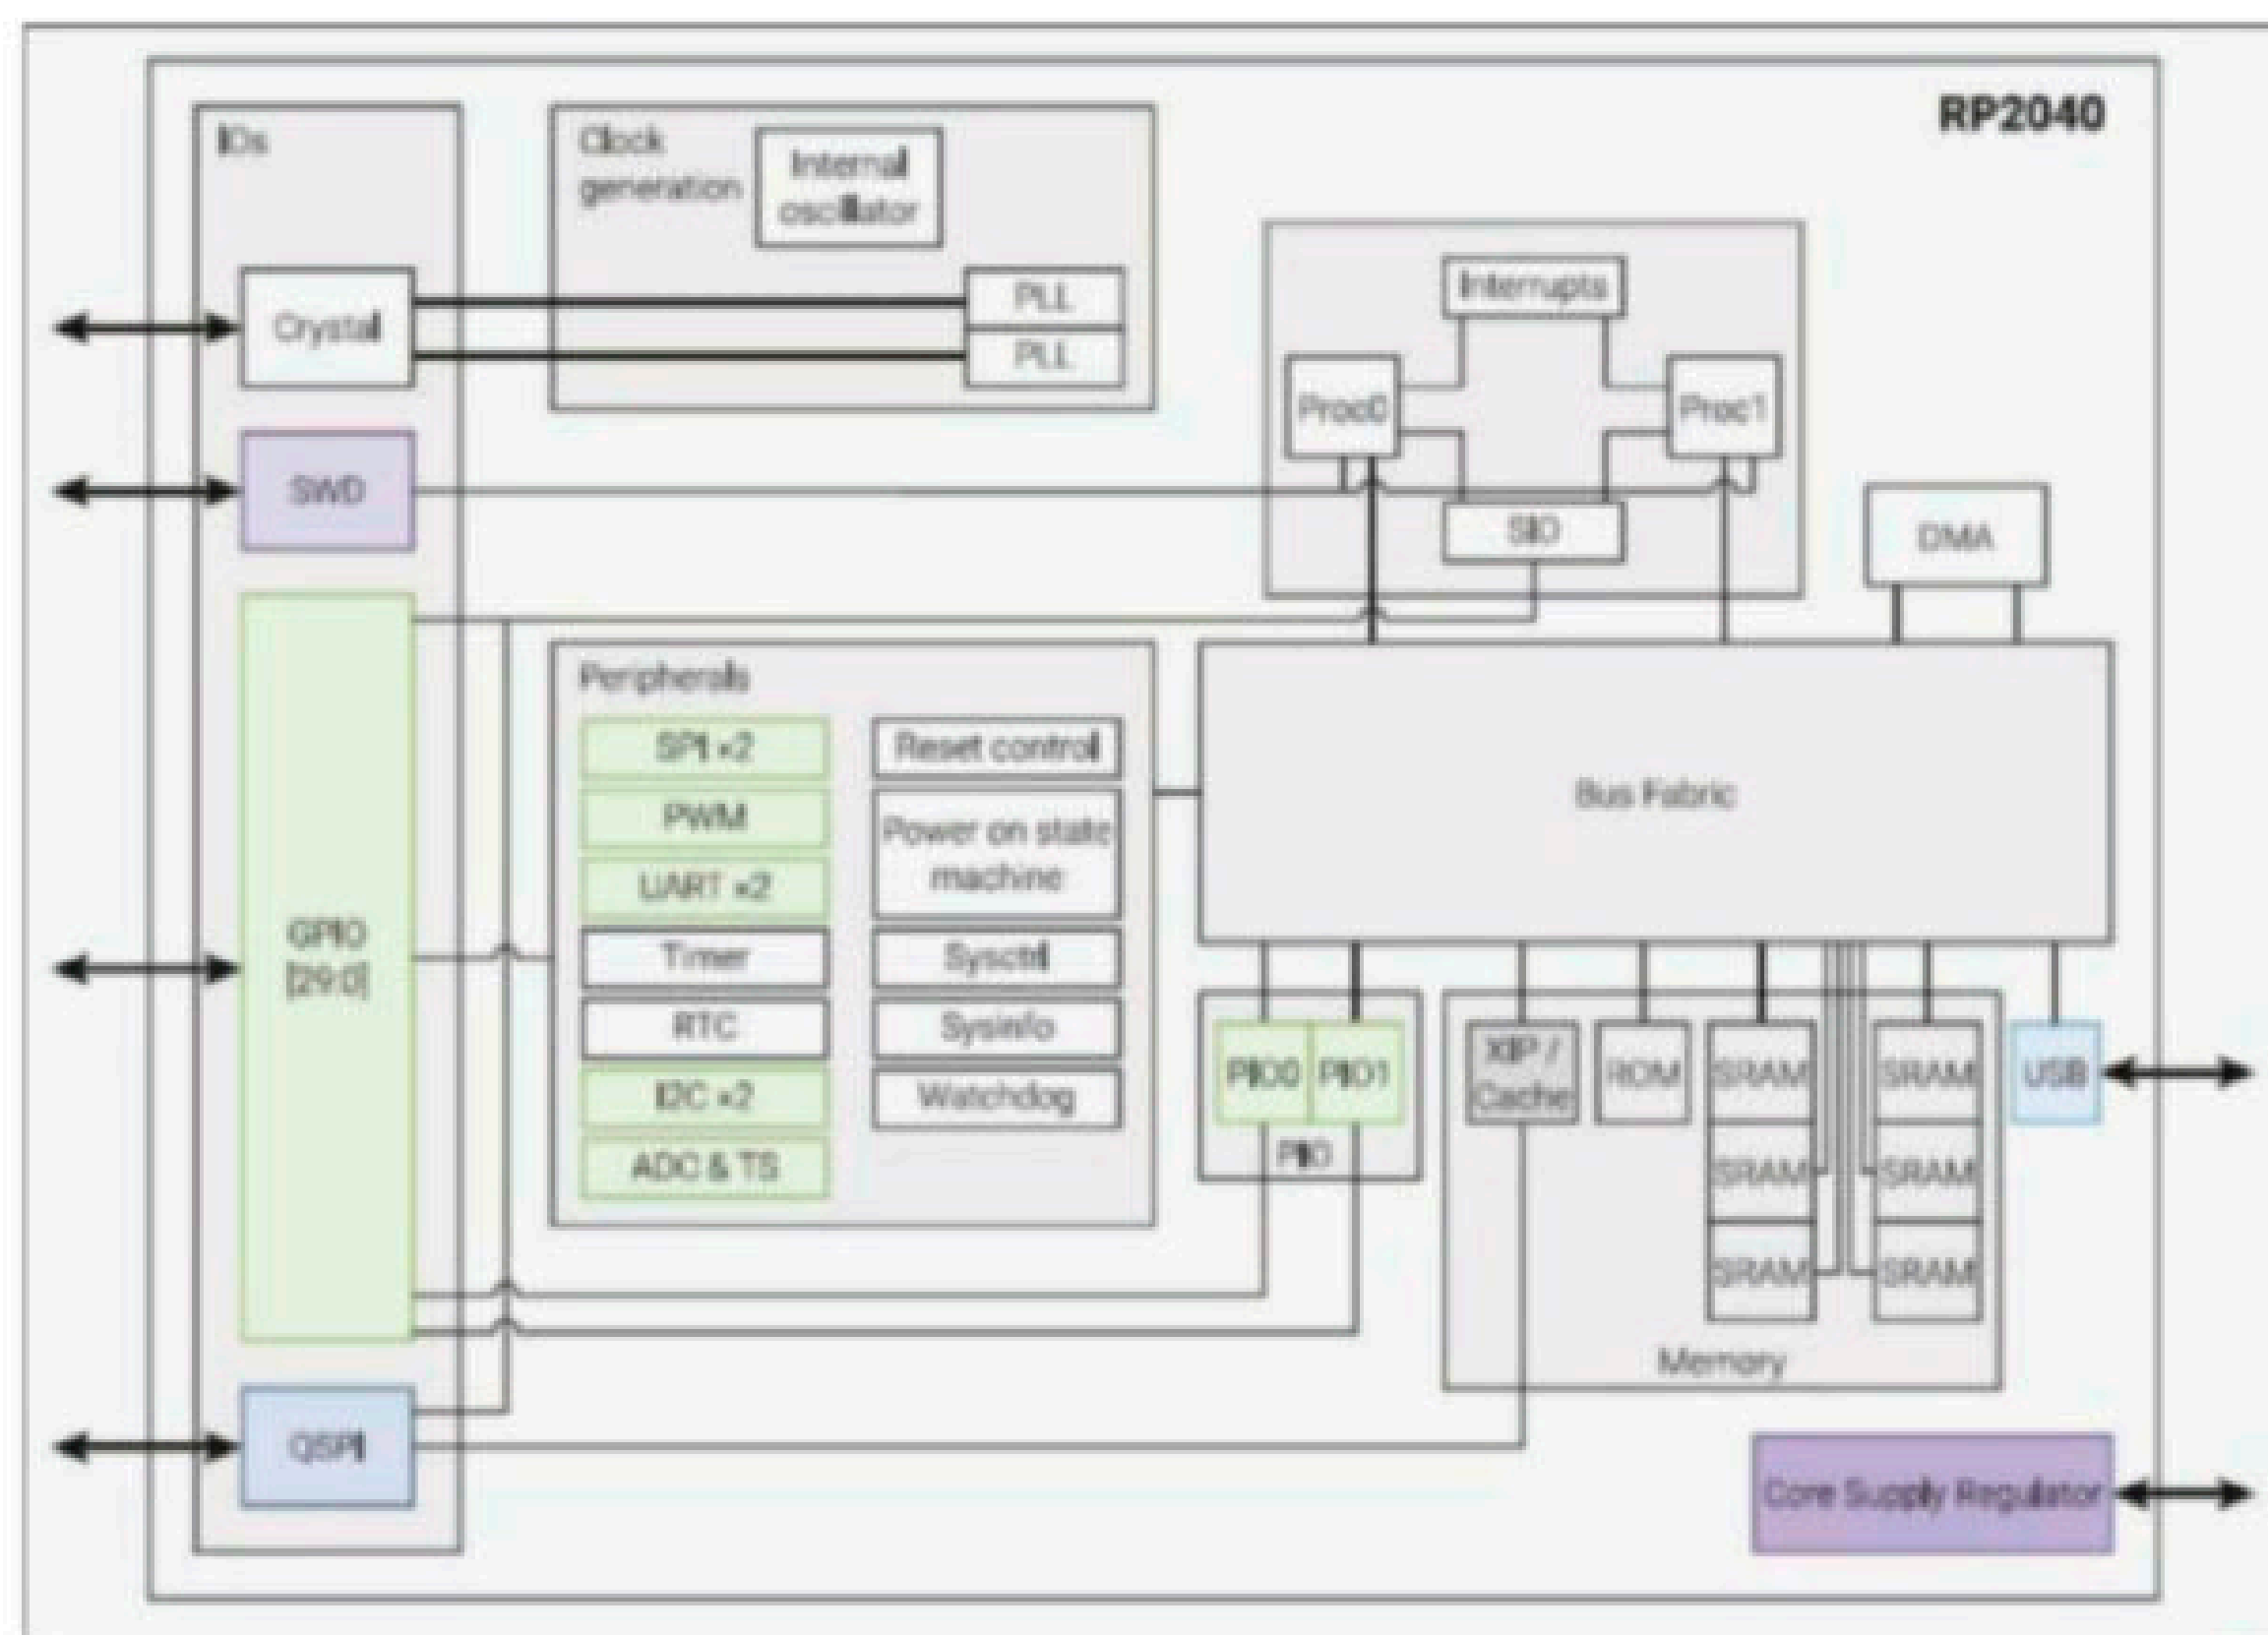 RP2040
IOs
Clock
generation
Internal
oscillator
Crystal
PLL
PLL
Interrupts
Proc0
Proc1
SWD
SIO
DMA
GPIO
[29:0]
Peripherals
SPI ×2
PWM
UART ×2
Timer
RTC
I2C ×2
ADC & TS
Reset control
Power on state
machine
Sysctrl
Sysinfo
Watchdog
Bus Fabric
PIO0
PIO1
PIO
XIP /
Cache
ROM
SRAM
SRAM
SRAM
SRAM
SRAM
SRAM
Memory
USB
QSPI
Core Supply Regulator